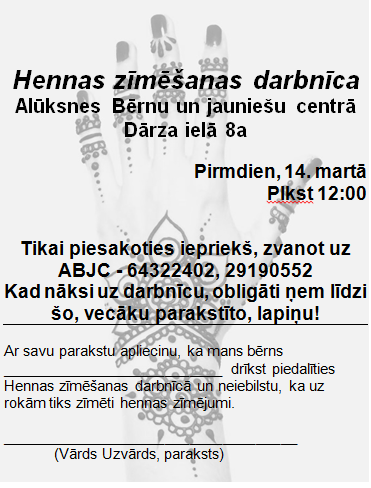 Hennas zīmēšanas darbnīca
Alūksnes Bērnu un jauniešu centrā
Dārza ielā 8a
Pirmdien, 14. martā
Plkst 12:00
Tikai piesakoties iepriekš, zvanot uz
ABJC - 64322402, 29190552
Kad nāksi uz darbnīcu, obligāti ņem līdzi
šo, vecāku parakstīto, lapiņu!
Ar savu parakstu apliecinu, ka mans bērns
__________________________ drīkst piedalīties
Hennas zīmēšanas darbnīcā un neiebilstu, ka uz
rokām tiks zīmēti hennas zīmējumi.
___________________________________
(Vārds Uzvārds, paraksts)